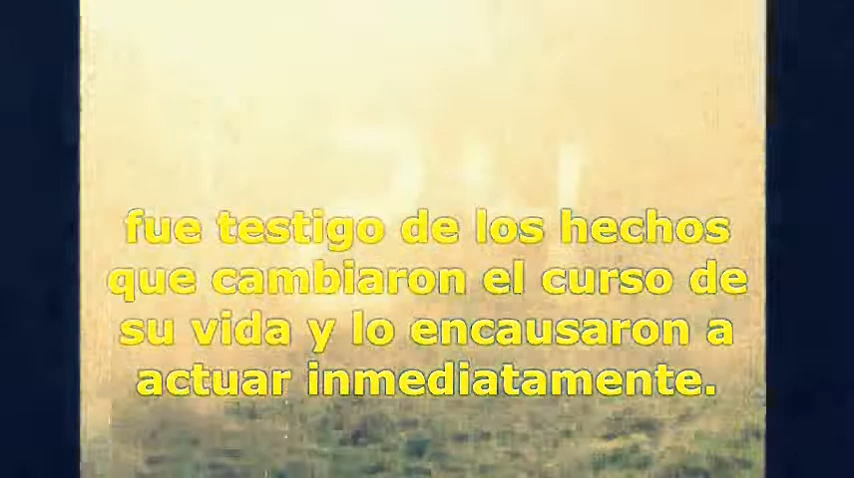 fue testigo de los hechos
que cambiaron el curso de
su vida y lo encausaron a
actuar inmediatamente.